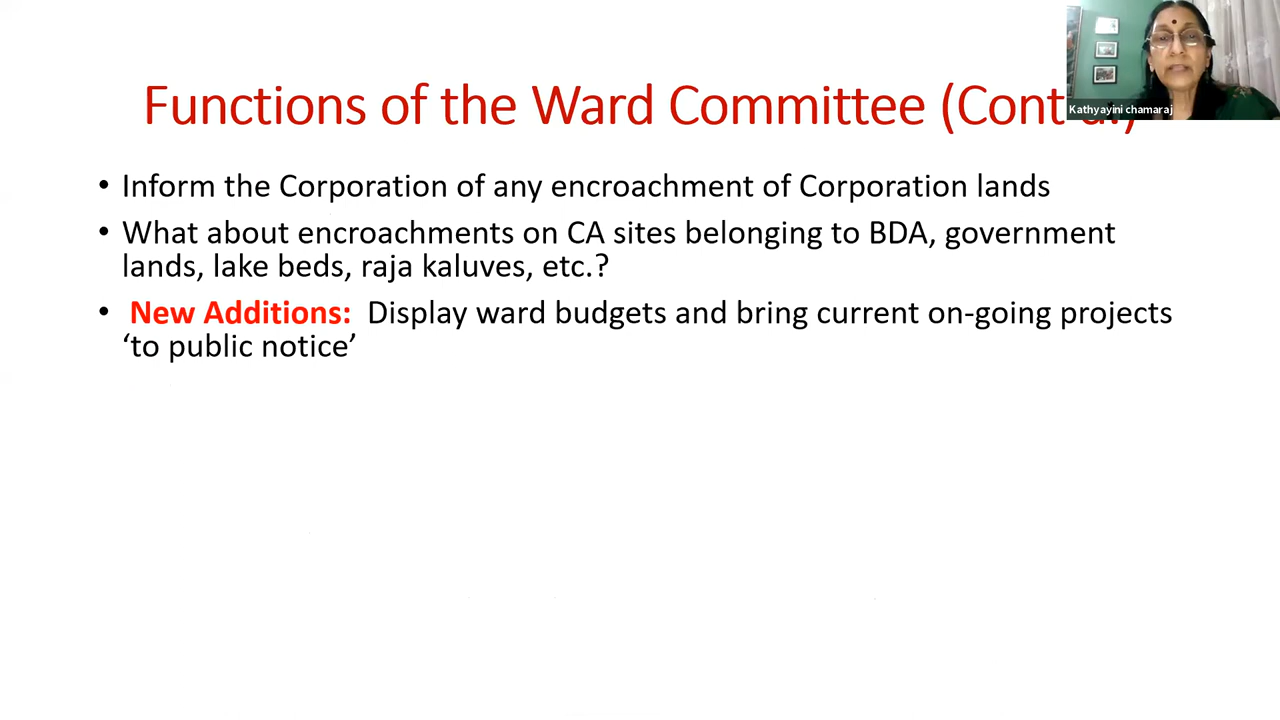 Functions of the Ward Committee (Cont
Kathyayini chamaraj
• Inform the Corporation of any encroachment of Corporation lands
• What about encroachments on CA sites belonging to BDA, government
lands, lake beds, raja kaluves, etc.?
• New Additions: Display ward budgets and bring current on-going projects
‘to public notice’